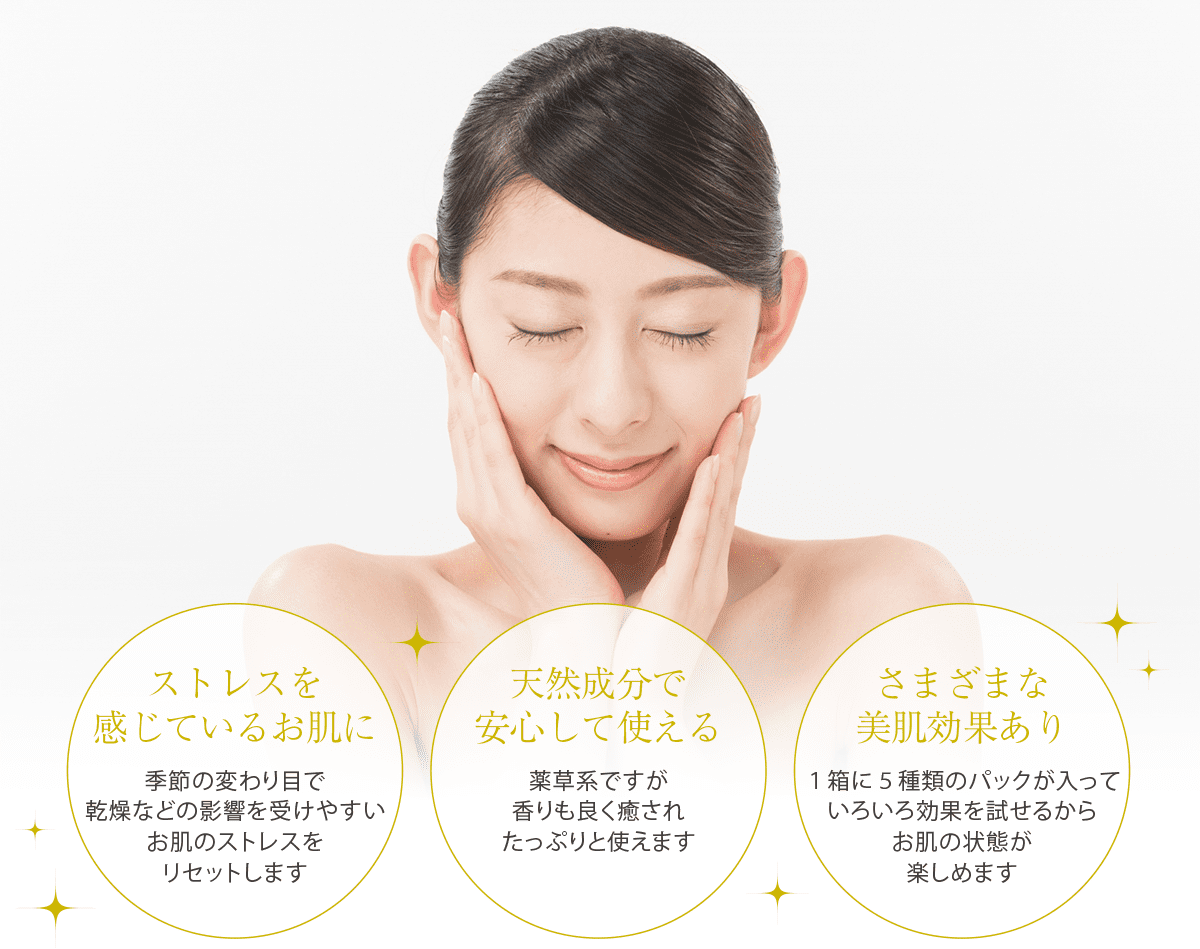 ストレスを
感じているお肌に
季節の変わり目で
乾燥などの影響を受けやすい
お肌のストレスを
リセットします
天然成分で
安心して使える
薬草系ですが
香りも良く癒され
たっぷりと使えます
さまざまな
美肌効果あり
1箱に5種類のパックが入って
いろいろ効果を試せるから
お肌の状態が
楽しめます